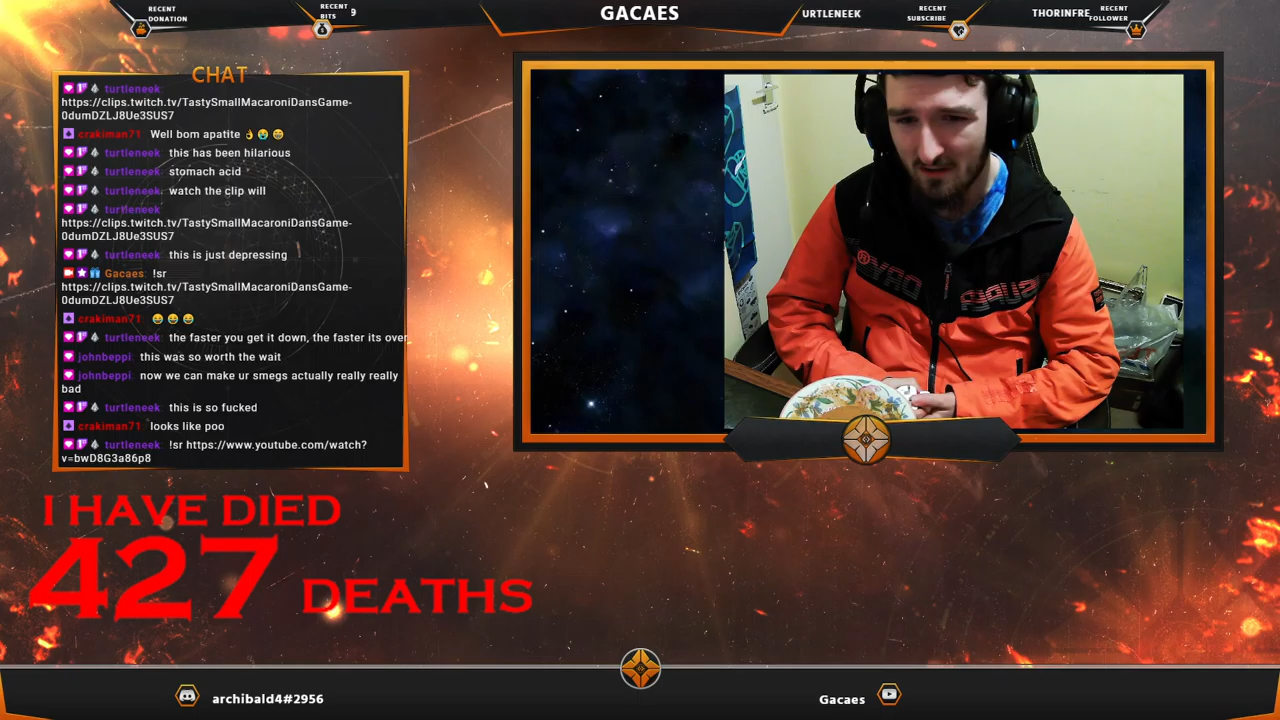 RECENT
DONATION
RECENT
BITS
9
GACAES
URTLENEEK
RECENT
SUBSCRIBE
THORINFRE
RECENT
FOLLOWER
CHAT
turtleneek:
https://clips.twitch.tv/TastySmallMacaroniDansGame-
0dumDZLJ8Ue3SUS7
crakiman71: Well bom apatite 👌😭😄
turtleneek: this has been hilarious
turtleneek: stomach acid
turtleneek: watch the clip will
turtleneek:
https://clips.twitch.tv/TastySmallMacaroniDansGame-
0dumDZLJ8Ue3SUS7
turtleneek: this is just depressing
Gacaes: !sr
https://clips.twitch.tv/TastySmallMacaroniDansGame-
0dumDZLJ8Ue3SUS7
crakiman71: 😂 😂 😂
turtleneek: the faster you get it down, the faster its over
johnbeppi: this was so worth the wait
johnbeppi: now we can make ur smegs actually really really
bad
turtleneek: this is so fucked
crakiman71: looks like poo
turtleneek: !sr https://www.youtube.com/watch?
v=bwD8G3a86p8
I HAVE DIED
427 DEATHS
archibald4#2956
Gacaes